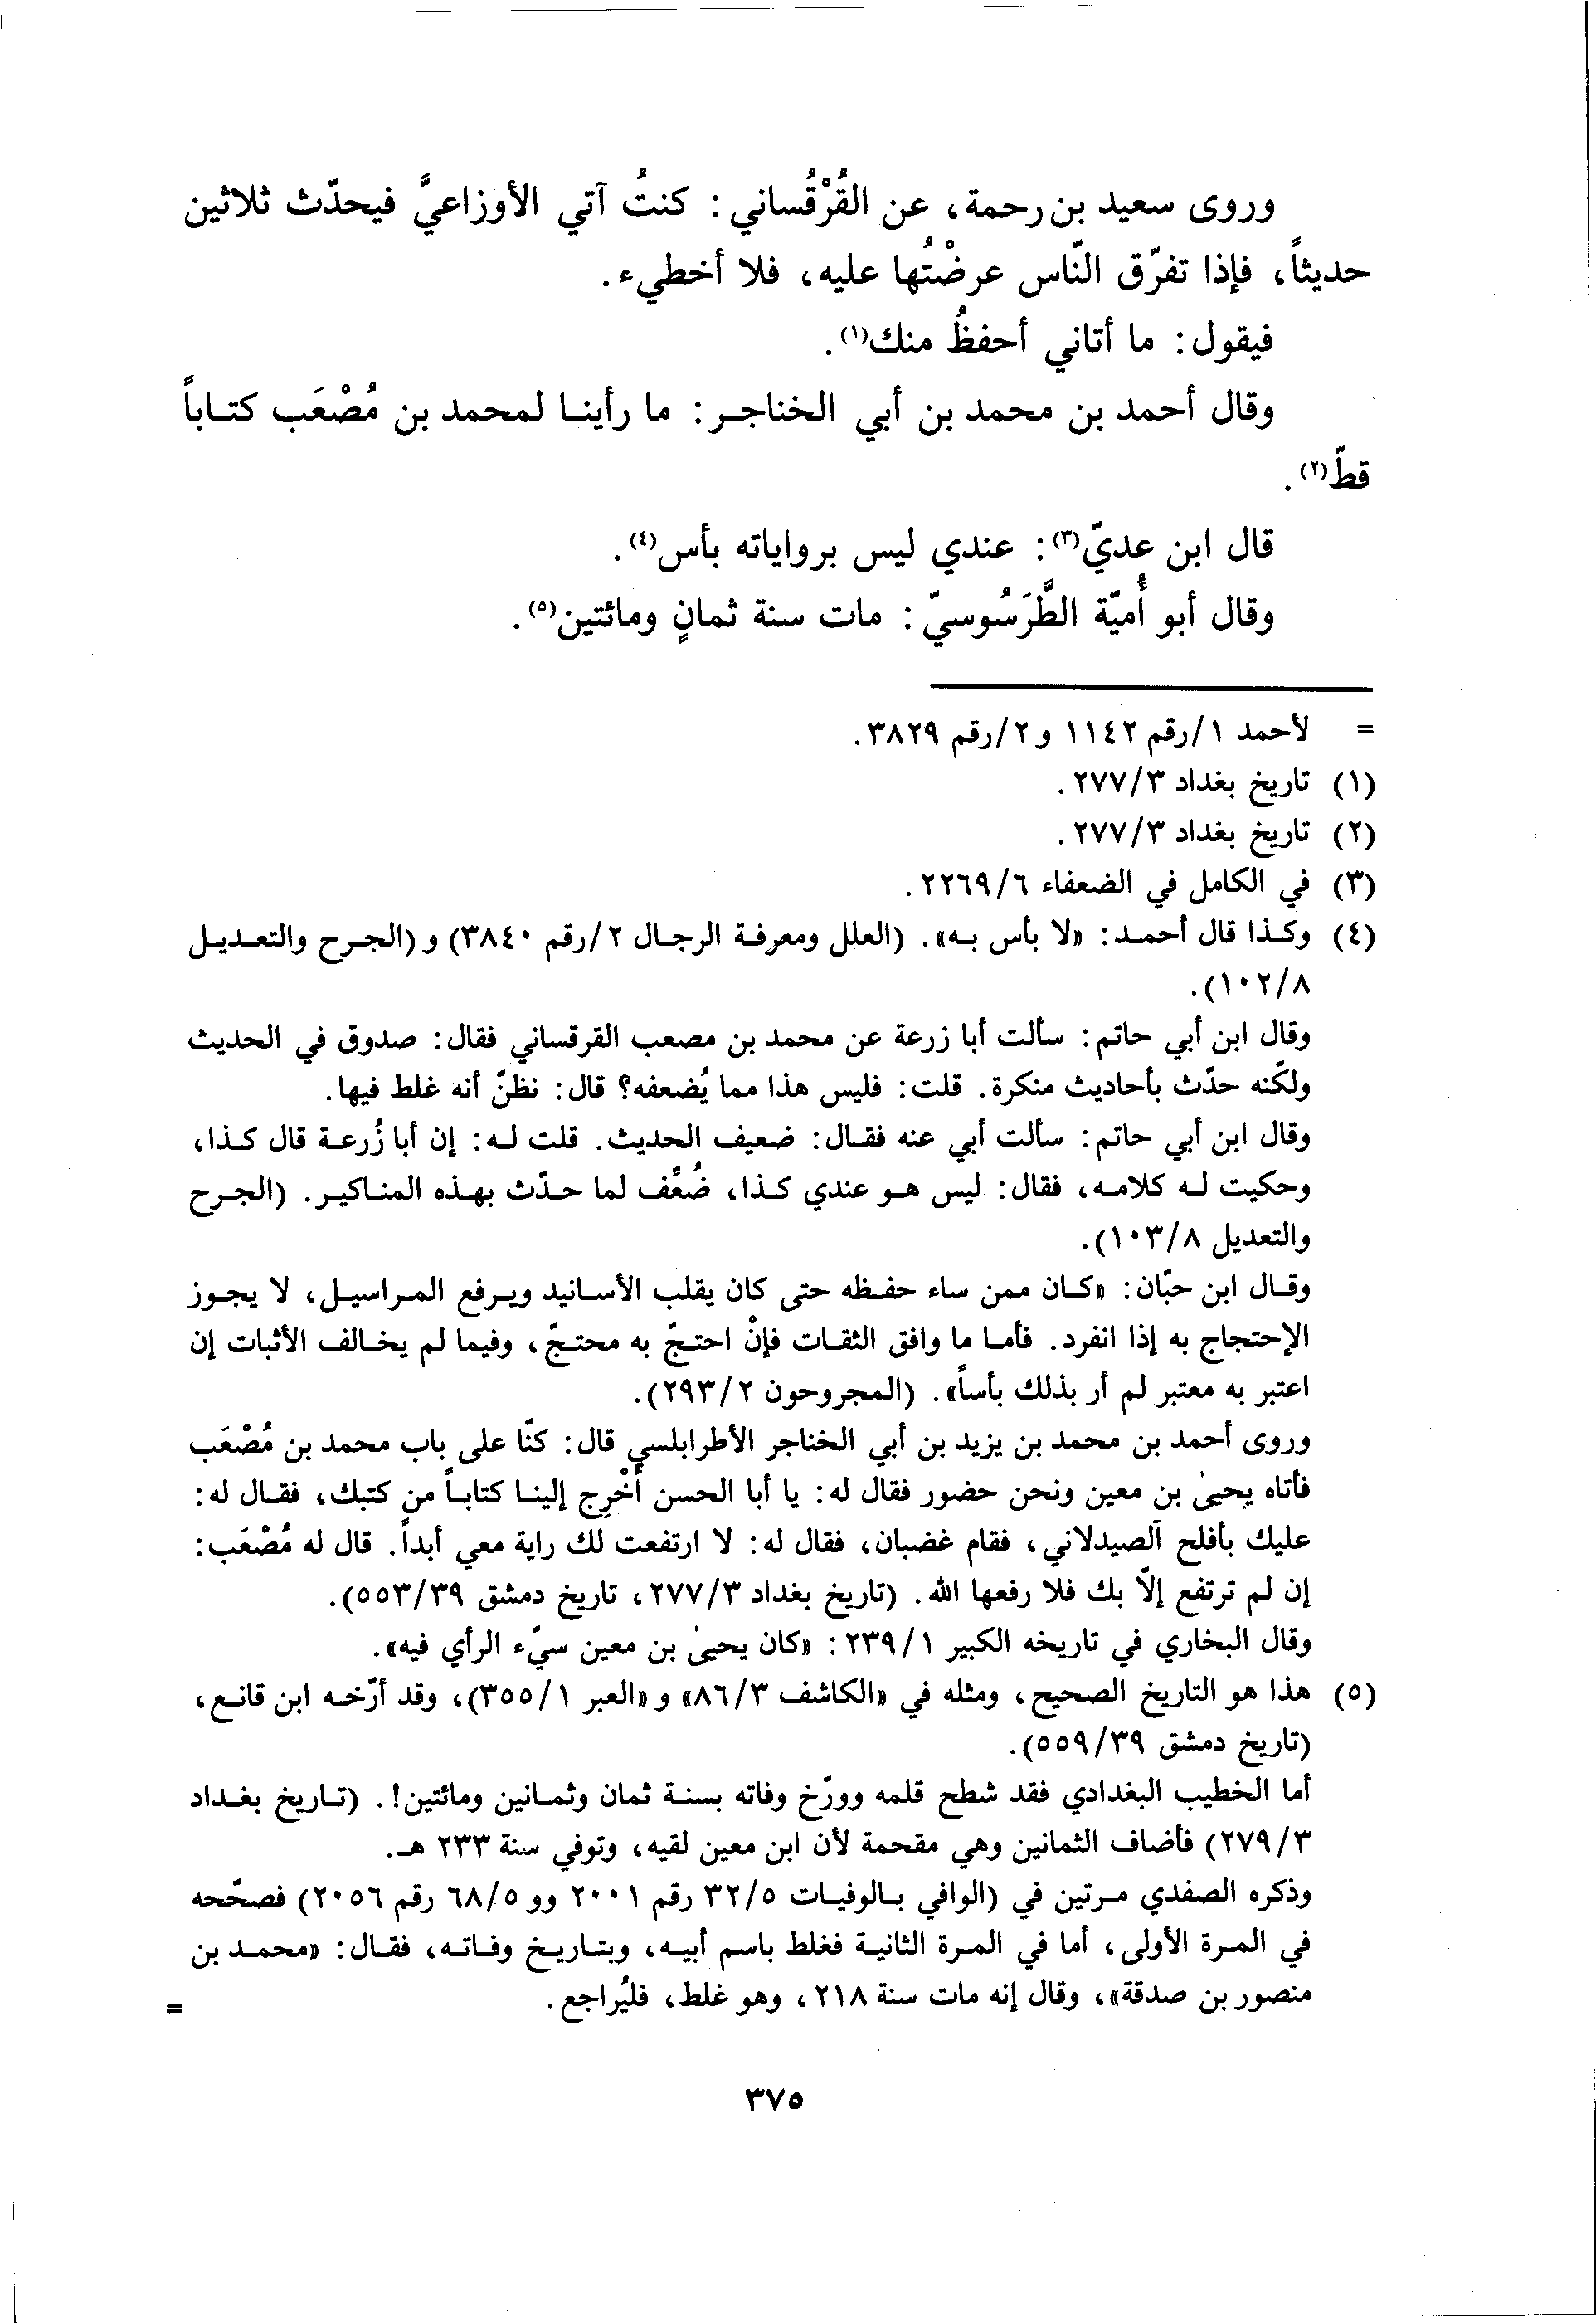 وروى سعيد بن رحمة، عن القُرْقُساني: كنتُ آتي الأوزاعيَّ فيحدّث ثلاثين
حديثاً، فإذا تفرّق النّاس عرضْتُها عليه، فلا أخطيء.
فيقول: ما أتاني أحفظُ منك(١).
وقال أحمد بن محمد بن أبي الخناجر: ما رأينا لمحمد بن مُصْعَب كتاباً
قطّ(٢).
قال ابن عديّ(٣): عندي ليس برواياته بأس(٤).
وقال أبو أُميّة الطَّرَسُوسيّ: مات سنة ثمانٍ ومائتين(٥).
= لأحمد ١/رقم ١١٤٢ و٢/رقم ٣٨٢٩.
(١) تاريخ بغداد ٢٧٧/٣.
(٢) تاريخ بغداد ٢٧٧/٣.
(٣) في الكامل في الضعفاء ٢٢٦٩/٦.
(٤) وكذا قال أحمد: «لا بأس به». (العلل ومعرفة الرجال ٢/رقم ٣٨٤٠) و(الجرح والتعديل
١٠٢/٨).
وقال ابن أبي حاتم: سألت أبا زرعة عن محمد بن مصعب القرقساني فقال: صدوق في الحديث
ولكنه حدّث بأحاديث منكرة. قلت: فليس هذا مما يُضعفه؟ قال: نظنّ أنه غلط فيها.
وقال ابن أبي حاتم: سألت أبي عنه فقال: ضعيف الحديث. قلت له: إن أبا زُرعة قال كذا،
وحكيت له كلامه، فقال: ليس هو عندي كذا، ضُعِّف لما حدّث بهذه المناكير. (الجرح
والتعديل ١٠٣/٨).
وقال ابن حبّان: «كان ممن ساء حفظه حتى كان يقلب الأسانيد ويرفع المراسيل، لا يجوز
الإحتجاج به إذا انفرد. فأما ما وافق الثقات فإنْ احتجّ به محتجّ، وفيما لم يخالف الأثبات إن
اعتبر به معتبر لم أر بذلك بأساً». (المجروحون ٢٩٣/٢).
وروى أحمد بن محمد بن يزيد بن أبي الخناجر الأطرابلسي قال: كنّا على باب محمد بن مُصْعَب
فأتاه يحيىٰ بن معين ونحن حضور فقال له: يا أبا الحسن أَخْرِج إلينا كتاباً من كتبك، فقال له:
عليك بأفلح الصيدلاني، فقام غضبان، فقال له: لا ارتفعت لك راية معي أبداً. قال له مُصْعَب:
إن لم ترتفع إلّا بك فلا رفعها الله. (تاريخ بغداد ٢٧٧/٣، تاريخ دمشق ٥٥٣/٣٩).
وقال البخاري في تاريخه الكبير ٢٣٩/١: «كان يحيىٰ بن معين سيّء الرأي فيه».
(٥) هذا هو التاريخ الصحيح، ومثله في «الكاشف ٨٦/٣» و«العبر ٣٥٥/١)، وقد أرّخه ابن قانع،
(تاريخ دمشق ٥٥٩/٣٩).
أما الخطيب البغدادي فقد شطح قلمه وورّخ وفاته بسنة ثمان وثمانين ومائتين!. (تاريخ بغداد
٢٧٩/٣) فأضاف الثمانين وهي مقحمة لأن ابن معين لقيه، وتوفي سنة ٢٣٣ هـ.
وذكره الصفدي مرتين في (الوافي بالوفيات ٣٢/٥ رقم ٢٠٠١ وو ٦٨/٥ رقم ٢٠٥٦) فصحّحه
في المرة الأولى، أما في المرة الثانية فغلط باسم أبيه، وبتاريخ وفاته، فقال: «محمد بن
منصور بن صدقة»، وقال إنه مات سنة ٢١٨، وهو غلط، فليُراجع. =
٣٧٥